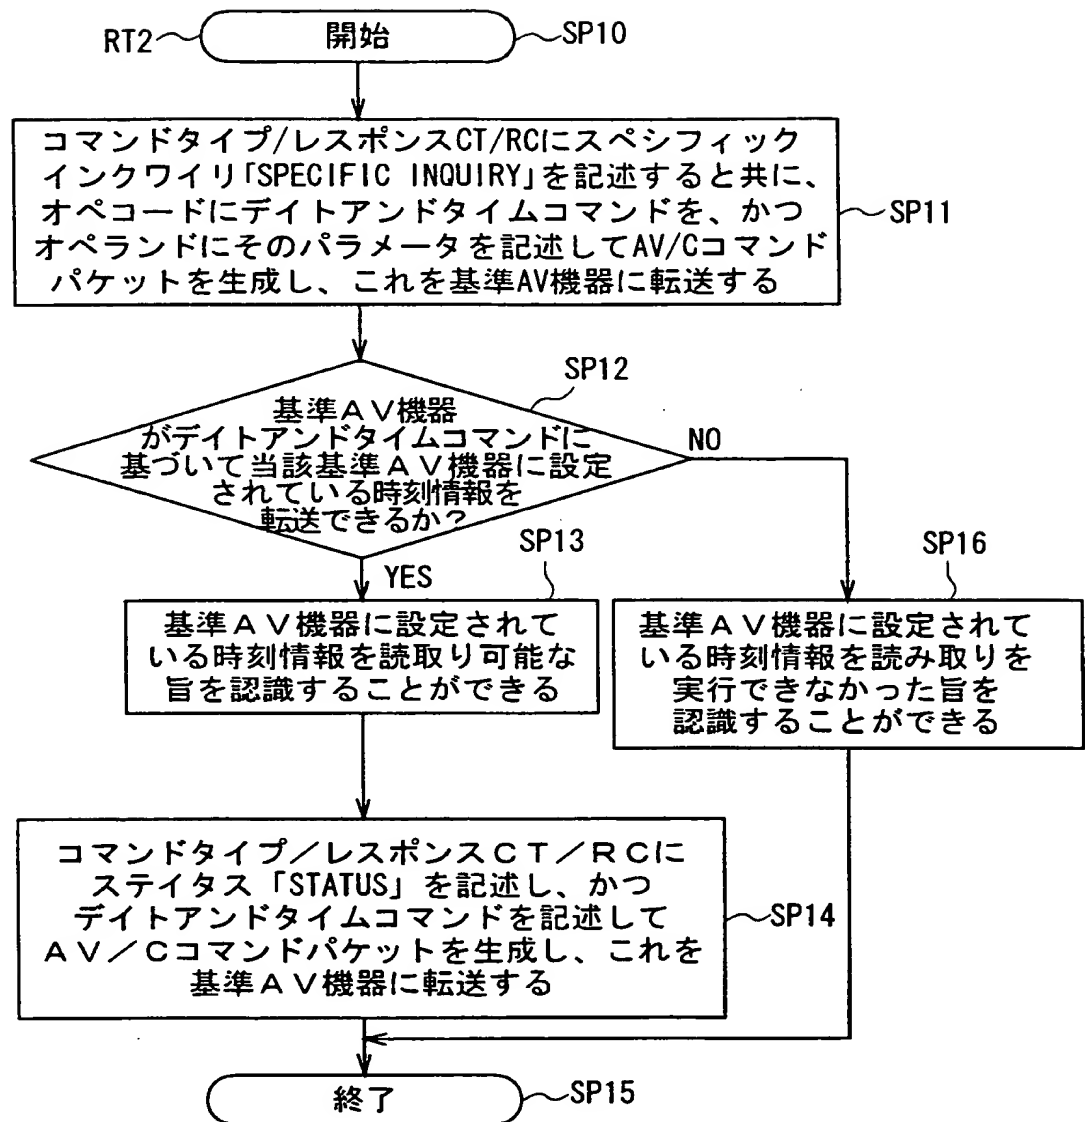 RT2
開始
SP10
コマンドタイプ/レスポンスCT/RCにスペシフィック
インクワイリ「SPECIFIC INQUIRY」を記述すると共に、
オペコードにデイトアンドタイムコマンドを、かつ
オペランドにそのパラメータを記述してAV/Cコマンド
パケットを生成し、これを基準AV機器に転送する
SP11
SP12
基準AV機器
がデイトアンドタイムコマンドに
基づいて当該基準AV機器に設定
されている時刻情報を
転送できるか?
NO
YES
SP13
基準AV機器に設定されて
いる時刻情報を読取り可能な
旨を認識することができる
SP16
基準AV機器に設定されて
いる時刻情報を読み取りを
実行できなかった旨を
認識することができる
コマンドタイプ/レスポンスCT/RCに
ステイタス「STATUS」を記述し、かつ
デイトアンドタイムコマンドを記述して
AV/Cコマンドパケットを生成し、これを
基準AV機器に転送する
SP14
終了
SP15